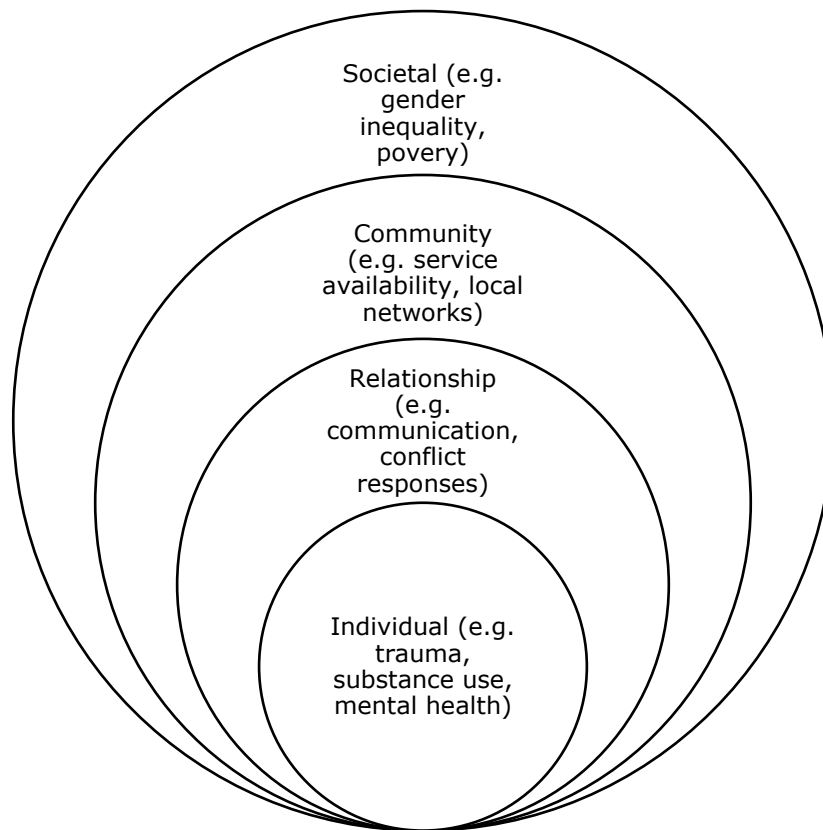 Societal (e.g.
gender
inequality,
povery)
Community
(e.g. service
availability, local
networks)
Relationship
(e.g.
communication,
conflict
responses)
Individual (e.g.
trauma,
substance use,
mental health)